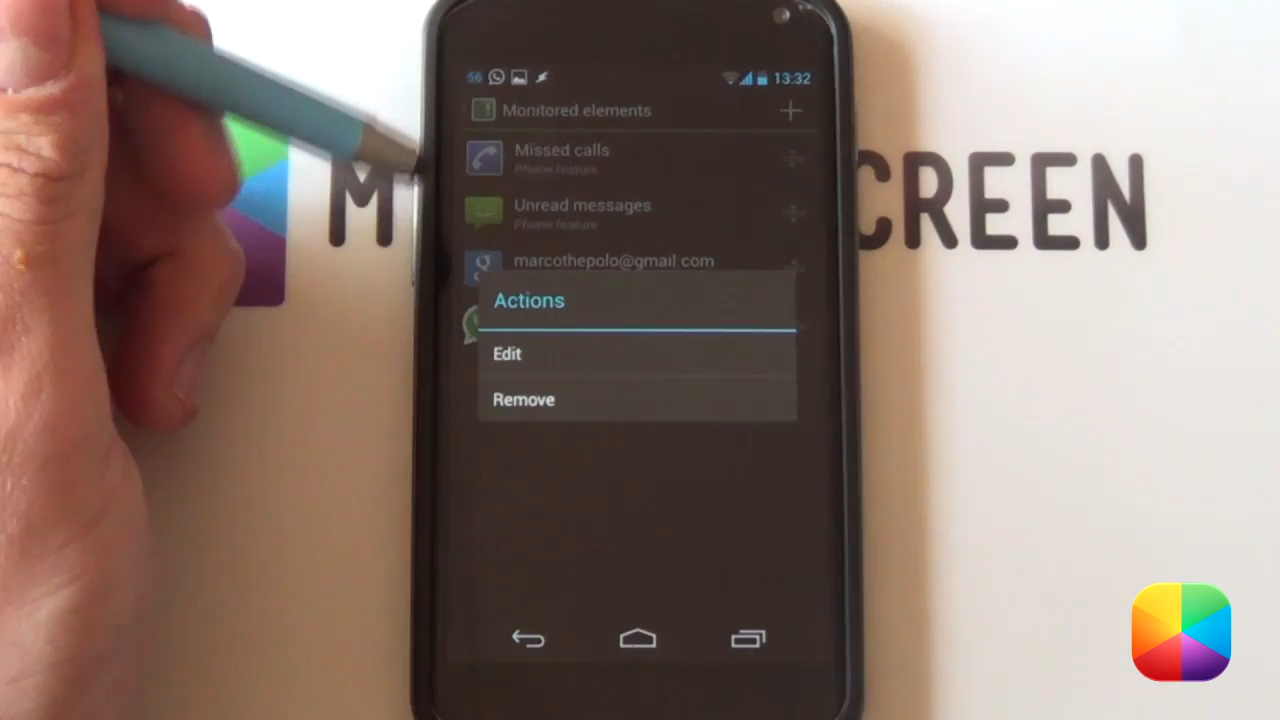 56 13:32
Monitored elements
Missed calls
Phone feature
Unread messages
Phone feature
marcothepolo@gmail.com
Actions
Edit
Remove
M CREEN